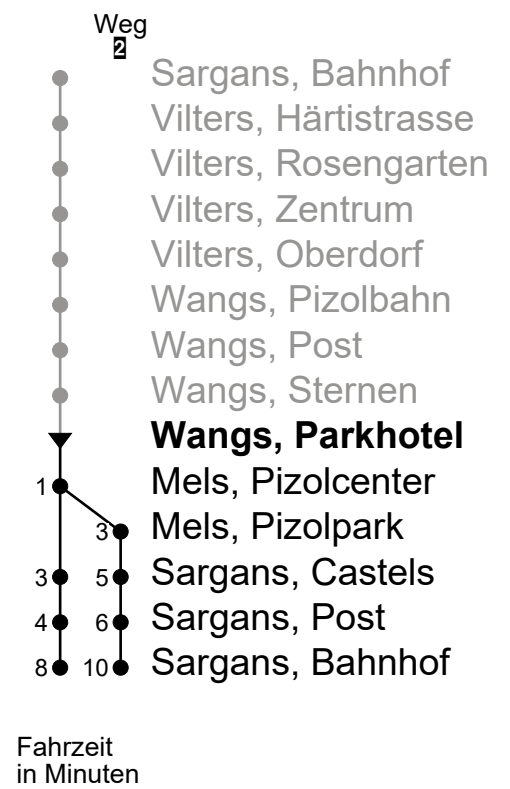 Weg
2
Sargans, Bahnhof
Vilters, Härtistrasse
Vilters, Rosengarten
Vilters, Zentrum
Vilters, Oberdorf
Wangs, Pizolbahn
Wangs, Post
Wangs, Sternen
Wangs, Parkhotel
1 Mels, Pizolcenter
3 Mels, Pizolpark
3 5 Sargans, Castels
4 6 Sargans, Post
8 10 Sargans, Bahnhof
Fahrzeit
in Minuten